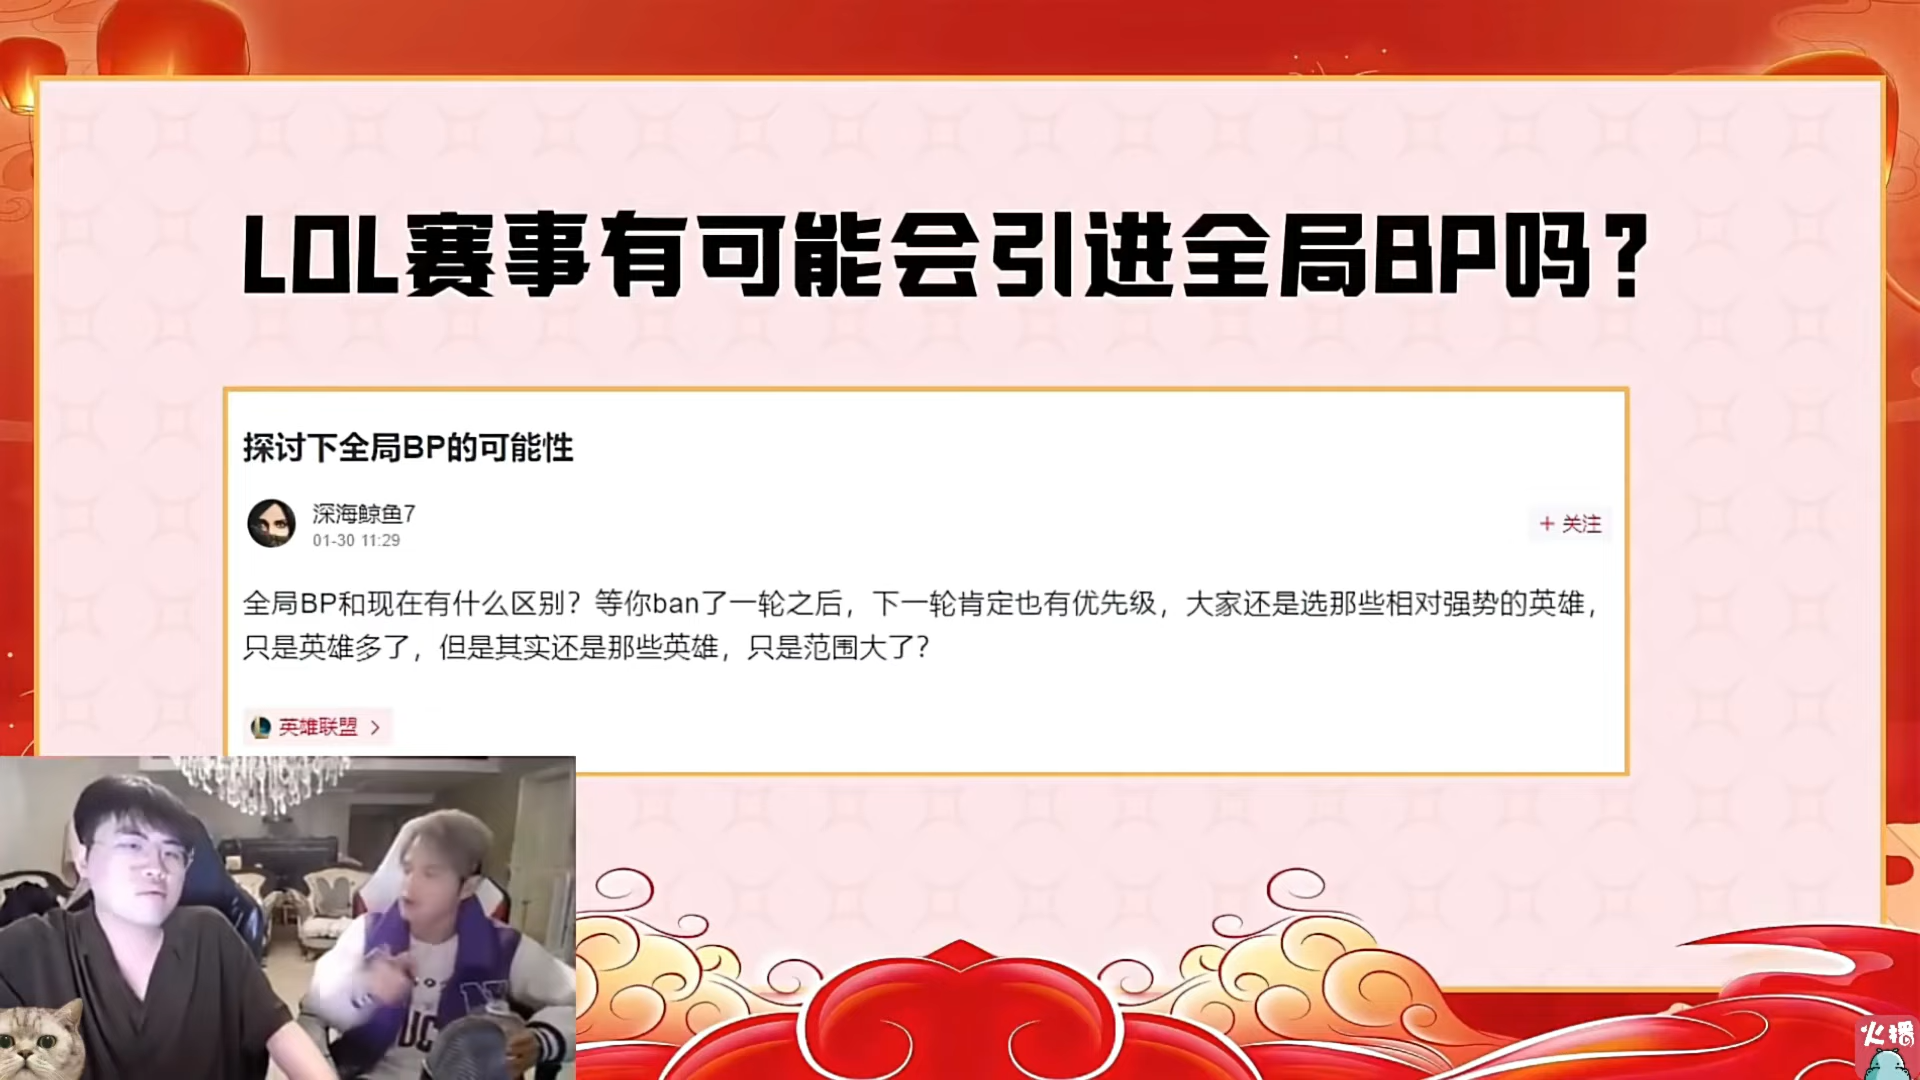 LOL赛事有可能会引进全局BP吗?
探讨下全局BP的可能性
深海鲸鱼7
01-30 11:29
+ 关注
全局BP和现在有什么区别? 等你ban了一轮之后, 下一轮肯定也有优先级, 大家还是选那些相对强势的英雄,
只是英雄多了, 但是其实还是那些英雄, 只是范围大了?
英雄联盟 >
火播